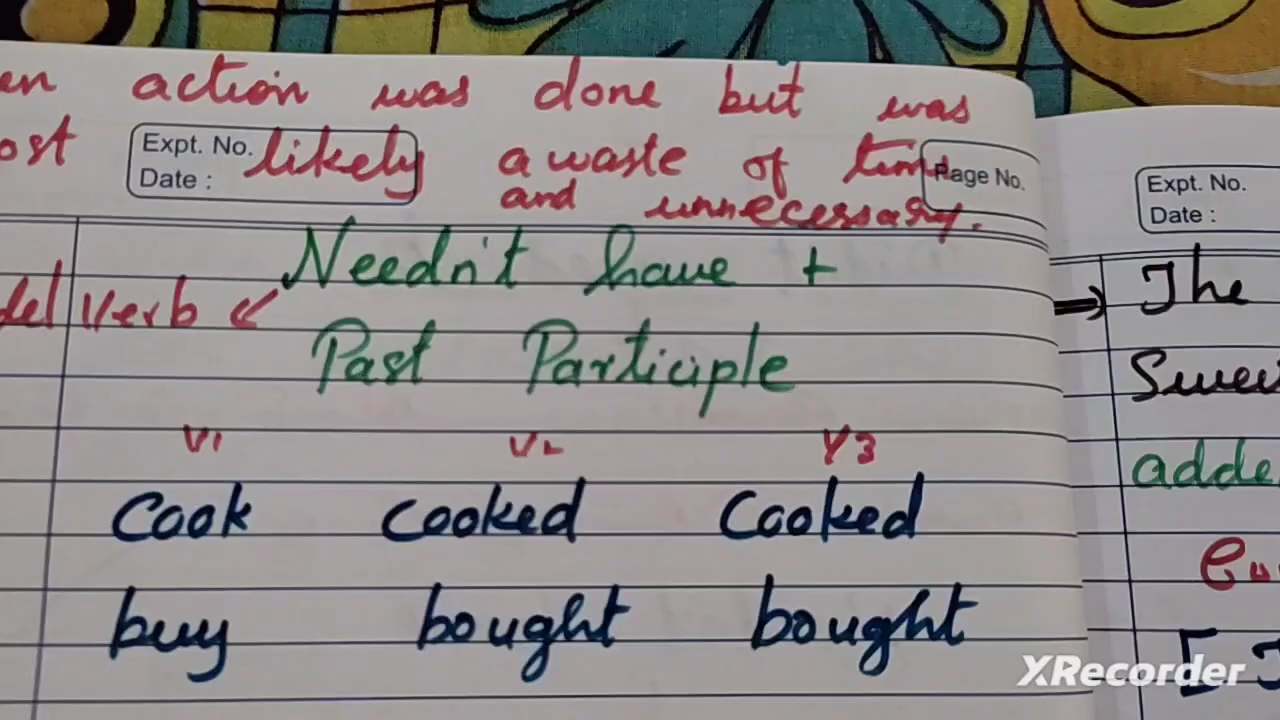 action was done but was
likely a waste of time
and unnecessary.
Expt. No.
Date :
Page No.
Needn't have +
Verb
Past Participle
V1 V2 V3
Cook Cooked Cooked
buy bought bought
Expt. No.
Date :
⇒ The
XRecorder